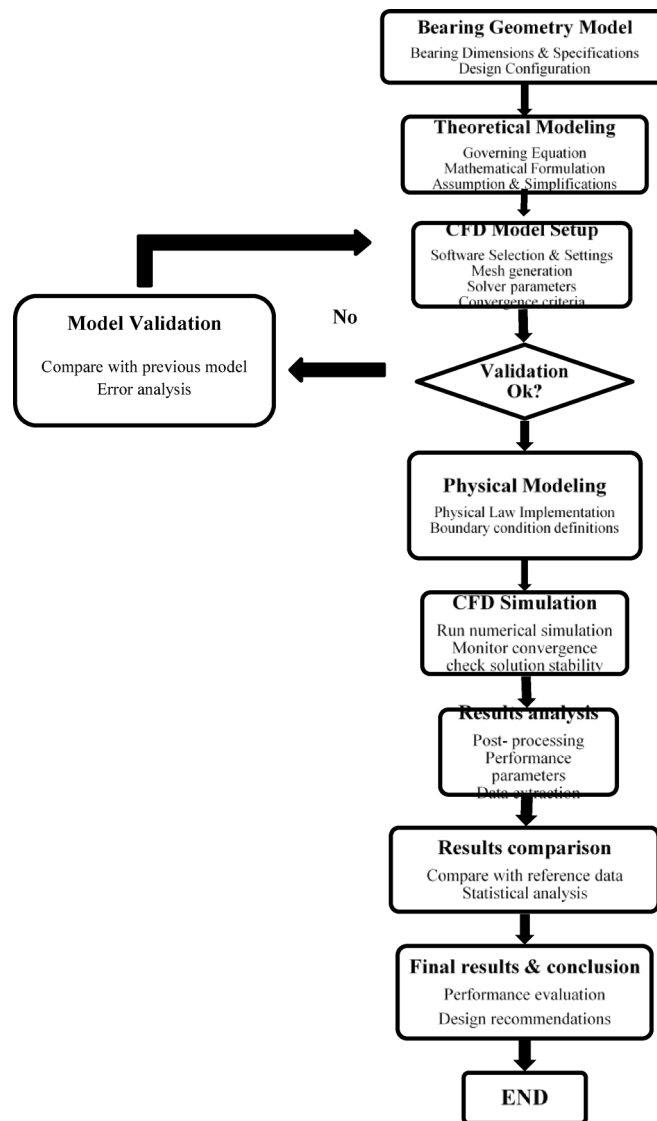 Bearing Geometry Model
Bearing Dimensions & Specifications
Design Configuration
Theoretical Modeling
Governing Equation
Mathematical Formulation
Assumption & Simplifications
CFD Model Setup
Software Selection & Settings
Mesh generation
Solver parameters
Convergence criteria
Model Validation
Compare with previous model
Error analysis
No
Validation
Ok?
Physical Modeling
Physical Law Implementation
Boundary condition definitions
CFD Simulation
Run numerical simulation
Monitor convergence
check solution stability
Results analysis
Post- processing
Performance
parameters
Data extraction
Results comparison
Compare with reference data
Statistical analysis
Final results & conclusion
Performance evaluation
Design recommendations
END